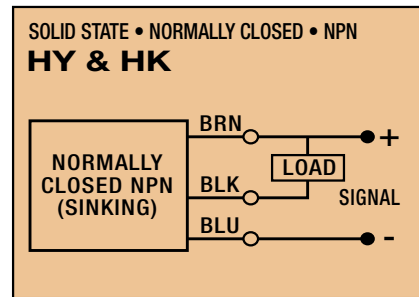 SOLID STATE • NORMALLY CLOSED • NPN
HY & HK
BRN
+
NORMALLY
CLOSED NPN
(SINKING)
LOAD
BLK
SIGNAL
BLU
-